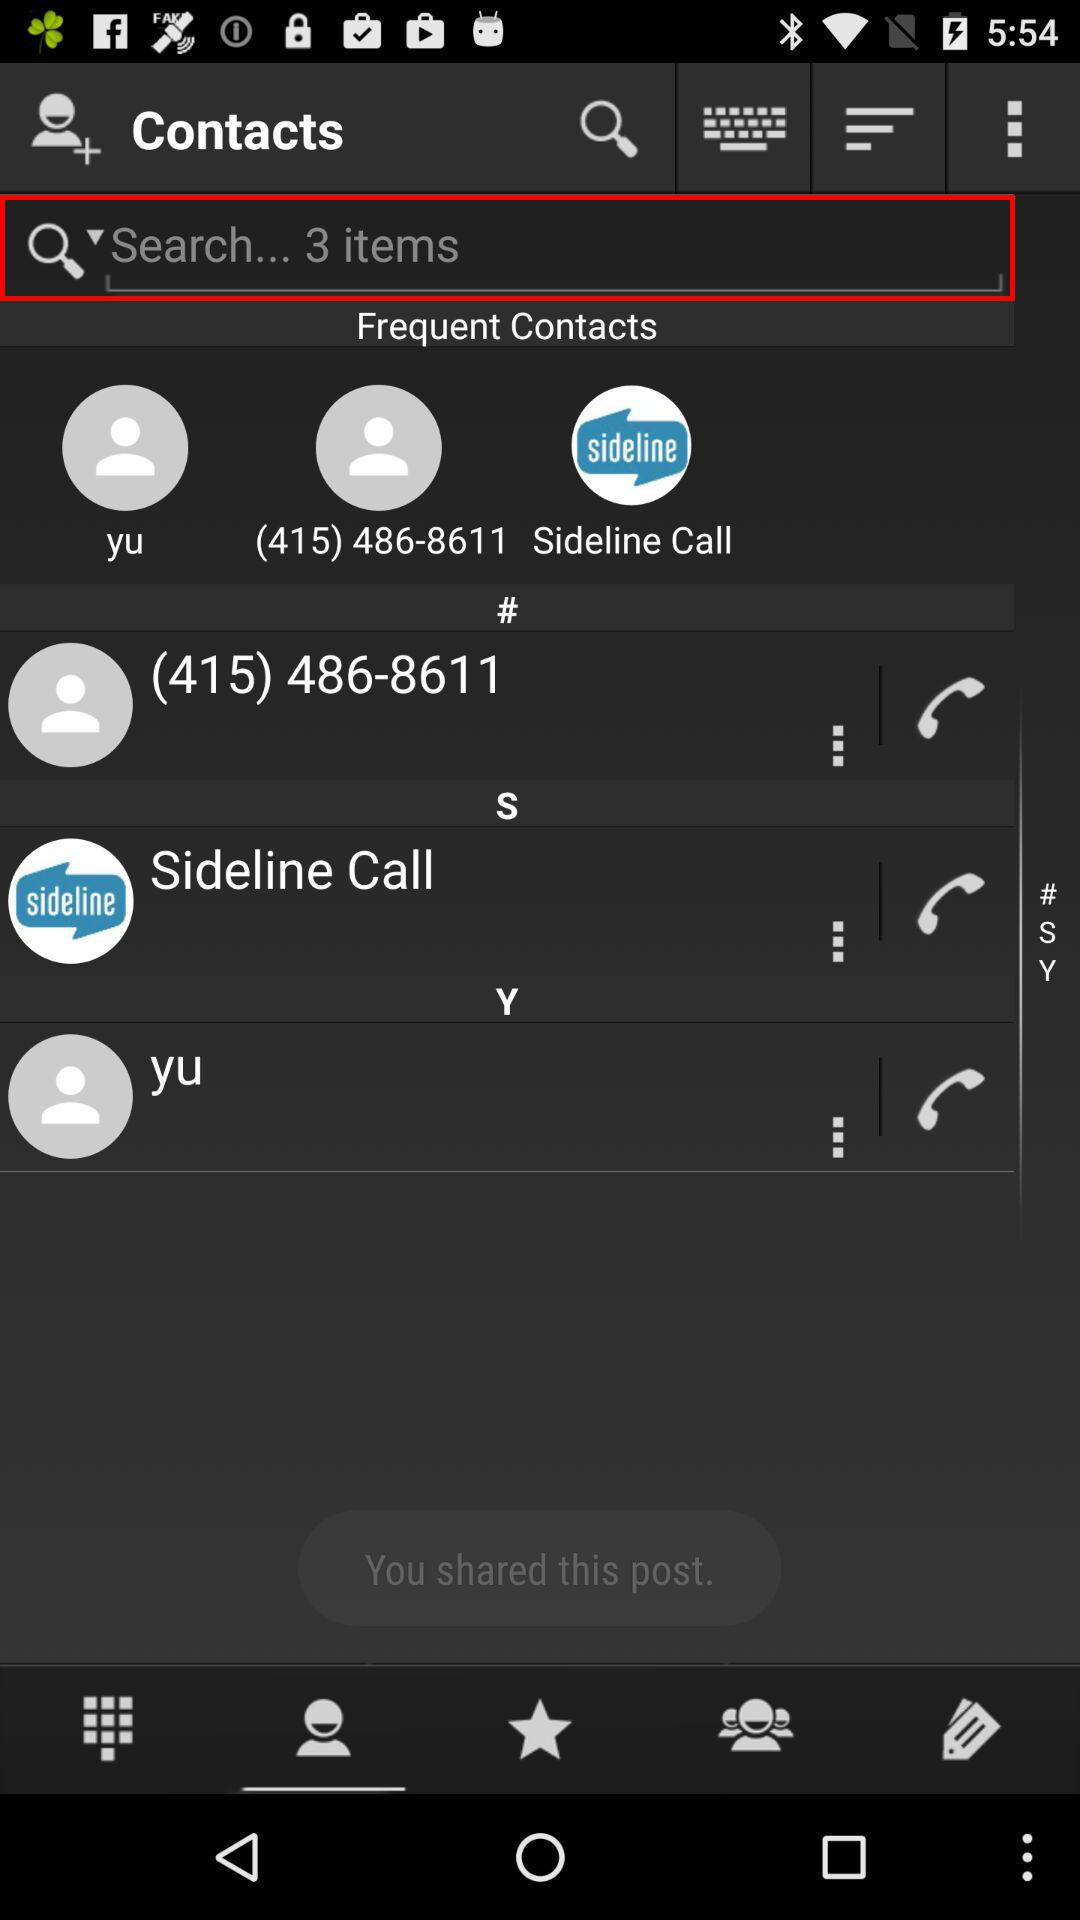 FAKE
5:54
Contacts
Search... 3 items
Frequent Contacts
sideline
yu
(415) 486-8611
Sideline Call
#
(415) 486-8611
S
sideline
Sideline Call
Y
yu
#
S
Y
You shared this post.